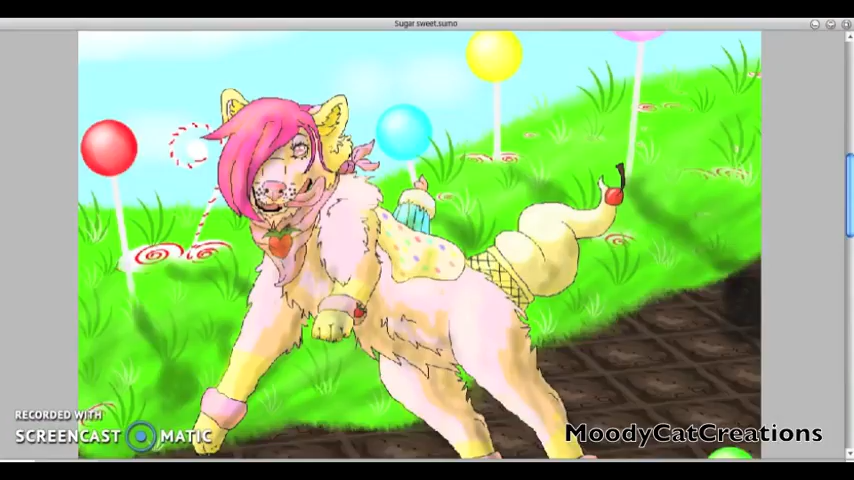 Sugar sweet.sumo
RECORDED WITH
SCREENCAST MATIC
MoodyCatCreations